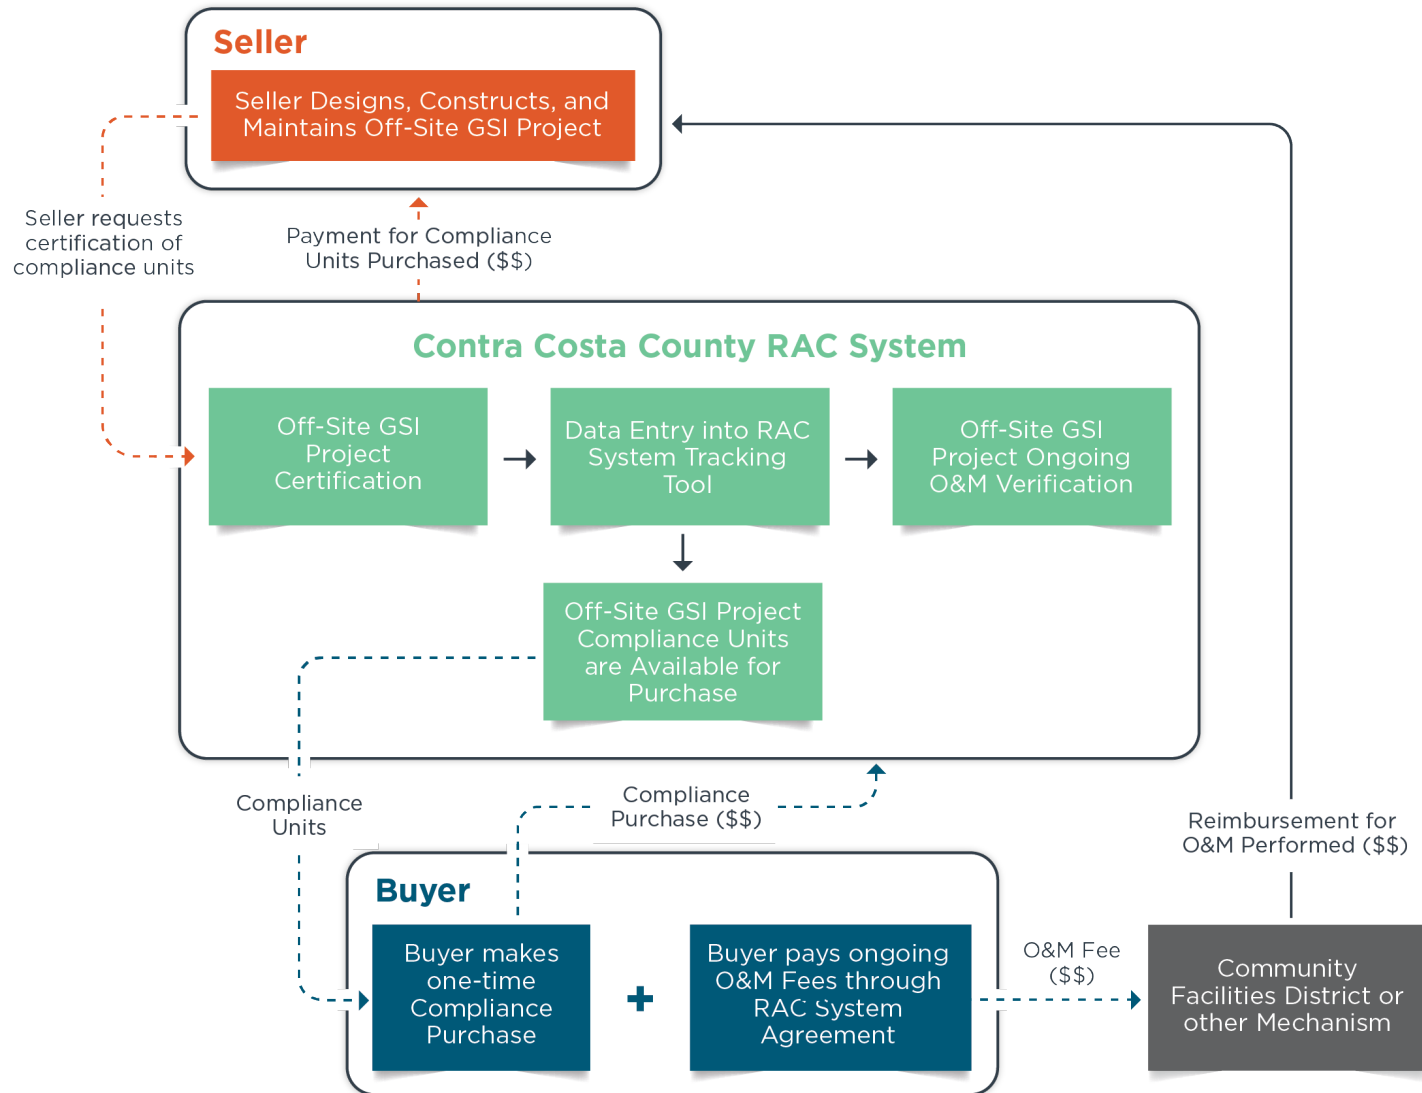 Seller
Seller Designs, Constructs, and
Maintains Off-Site GSI Project
Seller requests
certification of
compliance units
Payment for Compliance
Units Purchased ($$)
Contra Costa County RAC System
Off-Site GSI
Project
Certification
Data Entry into RAC
System Tracking
Tool
Off-Site GSI
Project Ongoing
O&M Verification
Off-Site GSI Project
Compliance Units
are Available for
Purchase
Compliance
Units
Compliance
Purchase ($$)
Reimbursement for
O&M Performed ($$)
Buyer
Buyer makes
one-time
Compliance
Purchase
+
Buyer pays ongoing
O&M Fees through
RAC System
Agreement
O&M Fee
($$)
Community
Facilities District or
other Mechanism